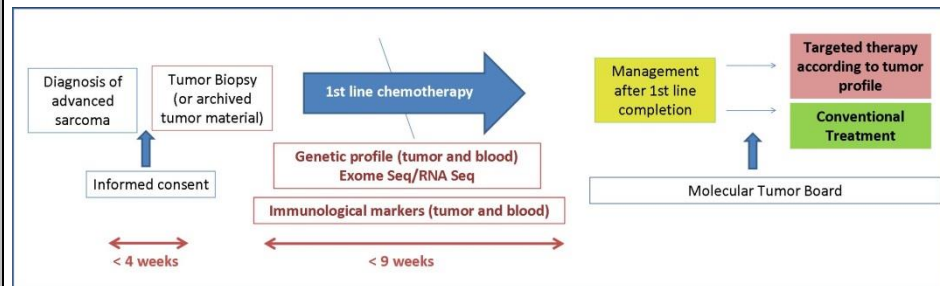 Diagnosis of
advanced
sarcoma
Tumor Biopsy
(or archived
tumor material)
Informed consent
< 4 weeks
1st line chemotherapy
Genetic profile (tumor and blood)
Exome Seq/RNA Seq
Immunological markers (tumor and blood)
< 9 weeks
Management
after 1st line
completion
Targeted therapy
according to tumor
profile
Conventional
Treatment
Molecular Tumor Board